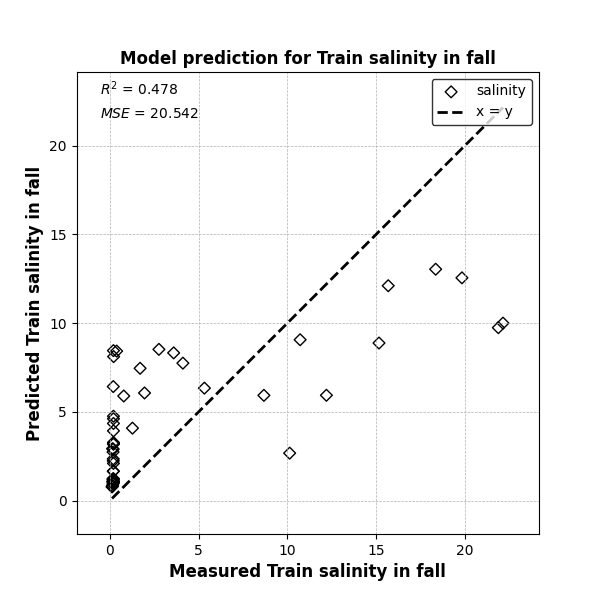 Model prediction for Train salinity in fall
R² = 0.478
MSE = 20.542
salinity
x = y
Predicted Train salinity in fall
20
15
10
5
0
0 5 10 15 20
Measured Train salinity in fall